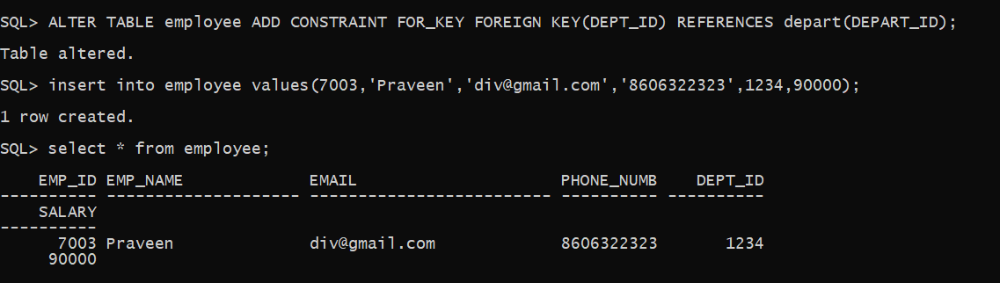 SQL> ALTER TABLE employee ADD CONSTRAINT FOR_KEY FOREIGN KEY(DEPT_ID) REFERENCES depart(DEPART_ID);
Table altered.
SQL> insert into employee values(7003,'Praveen','div@gmail.com','8606322323',1234,90000);
1 row created.
SQL> select * from employee;
    EMP_ID EMP_NAME             EMAIL                     PHONE_NUMB    DEPT_ID
---------- -------------------- ------------------------- ---------- ----------
    SALARY
----------
      7003 Praveen              div@gmail.com             8606322323       1234
     90000